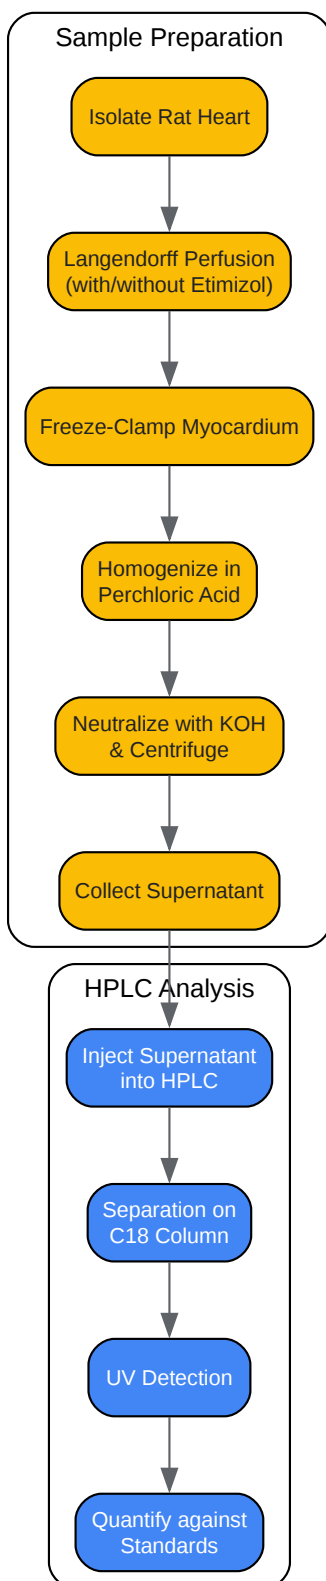 Sample Preparation
Isolate Rat Heart
Langendorff Perfusion
(with/without Etimizol)
Freeze-Clamp Myocardium
Homogenize in
Perchloric Acid
Neutralize with KOH
& Centrifuge
Collect Supernatant
HPLC Analysis
Inject Supernatant
into HPLC
Separation on
C18 Column
UV Detection
Quantify against
Standards